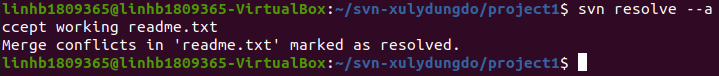 linhb1809365@linhb1809365-VirtualBox:~/svn-xulydungdo/project1$ svn resolve --a
ccept working readme.txt
Merge conflicts in 'readme.txt' marked as resolved.
linhb1809365@linhb1809365-VirtualBox:~/svn-xulydungdo/project1$